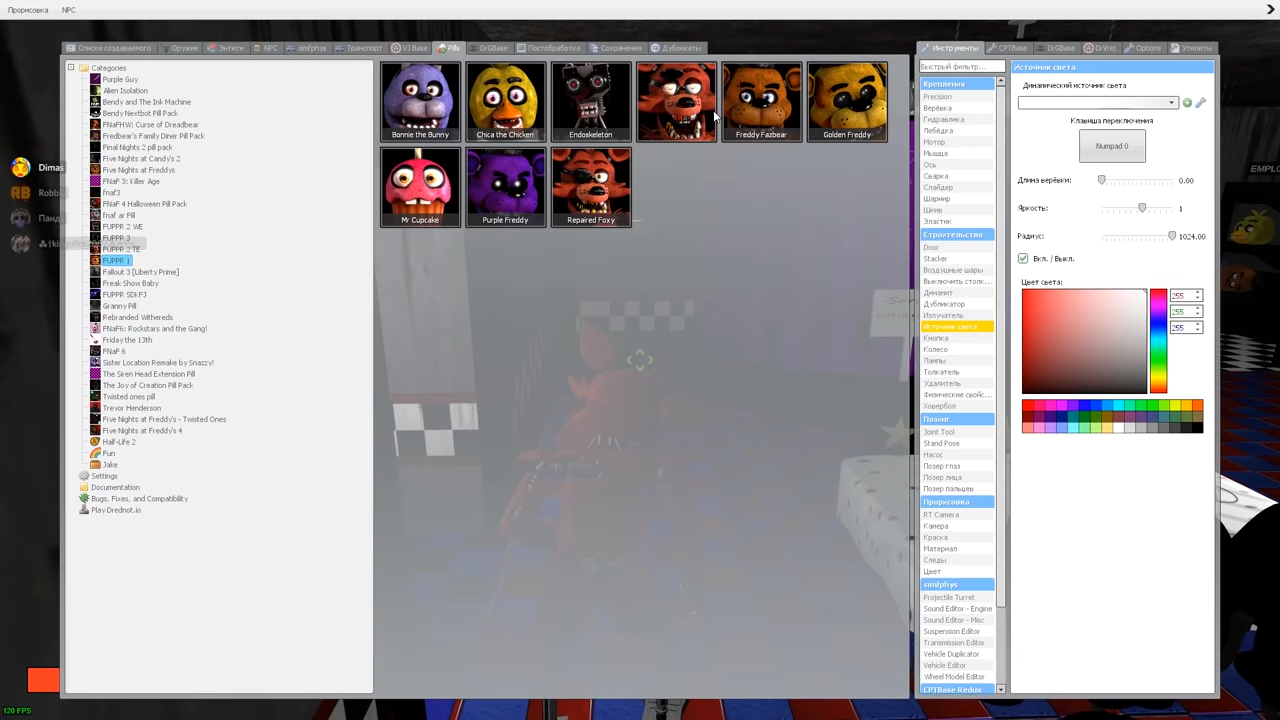 Прорисовка NPC
Списки создаваемого Оружие Энтити NPC simfphys Транспорт VJ Base Pills DrGBase Постобработка Сохранения Дубликаты
Categories
Purple Guy
Alien Isolation
Bendy and The Ink Machine
Bendy Nextbot Pill Pack
FNaFHW: Curse of Dreadbear
Fredbear's Family Diner Pill Pack
Final Nights 2 pill pack
Five Nights at Candy's 2
Five Nights at Freddys
FNaF 3: Killer Age
fnaf3
FNaF 4 Halloween Pill Pack
fnaf ar Pill
FUPPR 2 WE
FUPPR 3
FUPPR 2 TE
FUPPR 1
Fallout 3 [Liberty Prime]
Freak Show Baby
FUPPR SDI:FJ
Granny Pill
Rebranded Withereds
FNaF6: Rockstars and the Gang!
Friday the 13th
FNaF 6
Sister Location Remake by Snazzy!
The Siren Head Extension Pill
The Joy of Creation Pill Pack
Twisted ones pill
Trevor Henderson
Five Nights at Freddy's - Twisted Ones
Five Nights at Freddy's 4
Half-Life 2
Fun
Jake
Settings
Documentation
Bugs, Fixes, and Compatibility
Play Drednot.io
Dimas
Robb
Панд
Bonnie the Bunny
Chica the Chicken
Endoskeleton
Freddy Fazbear
Golden Freddy
Mr Cupcake
Purple Freddy
Repaired Foxy
Инструменты CPTBase DrGBase DrVrej Options Утилиты
Быстрый фильтр...
Крепления
Precision
Верёвка
Гидравлика
Лебёдка
Мотор
Мышца
Ось
Сварка
Слайдер
Шарнир
Шкив
Эластик
Строительство
Door
Stacker
Воздушные шары
Выключить столк...
Динамит
Дубликатор
Излучатель
Источник света
Кнопка
Колесо
Лампы
Толкатель
Удалитель
Физические свойс...
Ховербол
Позинг
Joint Tool
Stand Pose
Насос
Позер глаз
Позер лица
Позер пальцев
Прорисовка
RT Camera
Камера
Краска
Материал
Следы
Цвет
simfphys
Projectile Turret
Sound Editor - Engine
Sound Editor - Misc
Suspension Editor
Transmission Editor
Vehicle Duplicator
Vehicle Editor
Wheel Model Editor
CPTBase Redux
Источник света
Динамический источник света
Клавиша переключения
Numpad 0
Длина верёвки: 0.00
Яркость: 1
Радиус: 1024.00
Вкл. / Выкл.
Цвет света:
255
255
255
EMPLO
120 FPS